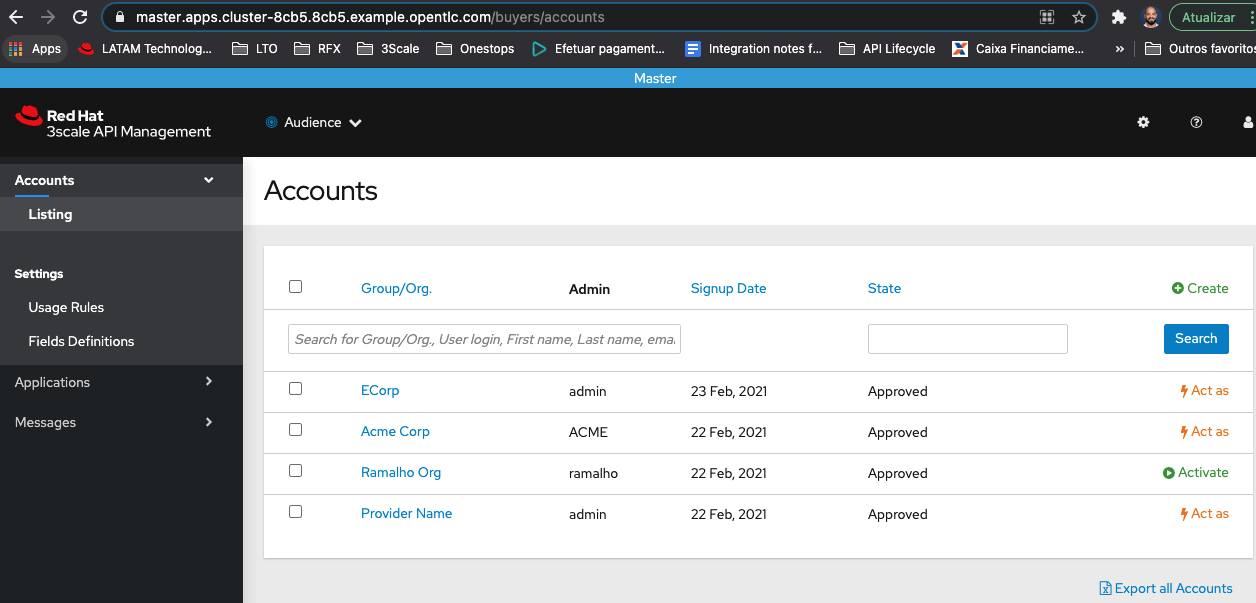 master.apps.cluster-8cb5.8cb5.example.opentlc.com/buyers/accounts
Atualizar
Apps
LATAM Technolog...
LTO
RFX
3Scale
Onestops
Efetuar pagament...
Integration notes f...
API Lifecycle
Caixa Financiame...
»
Outros favoritos
Master
Red Hat
3scale API Management
Audience
Accounts
Listing
Settings
Usage Rules
Fields Definitions
Applications
Messages
Accounts
Group/Org. Admin Signup Date State Create
Search for Group/Org., User login, First name, Last name, emai Search
ECorp admin 23 Feb, 2021 Approved Act as
Acme Corp ACME 22 Feb, 2021 Approved Act as
Ramalho Org ramalho 22 Feb, 2021 Approved Activate
Provider Name admin 22 Feb, 2021 Approved Act as
Export all Accounts